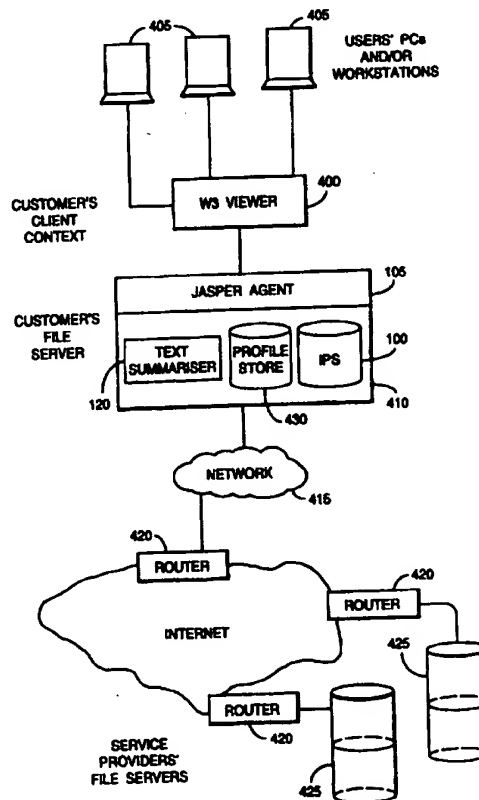 405
405
USERS' PCs
AND/OR
WORKSTATIONS
W3 VIEWER
400
CUSTOMER'S
CLIENT
CONTEXT
JASPER AGENT
105
CUSTOMER'S
FILE
SERVER
TEXT
SUMMARISER
PROFILE
STORE
IPS
100
120
430
410
NETWORK
415
420
ROUTER
420
ROUTER
INTERNET
425
ROUTER
420
SERVICE
PROVIDERS'
FILE SERVERS
425